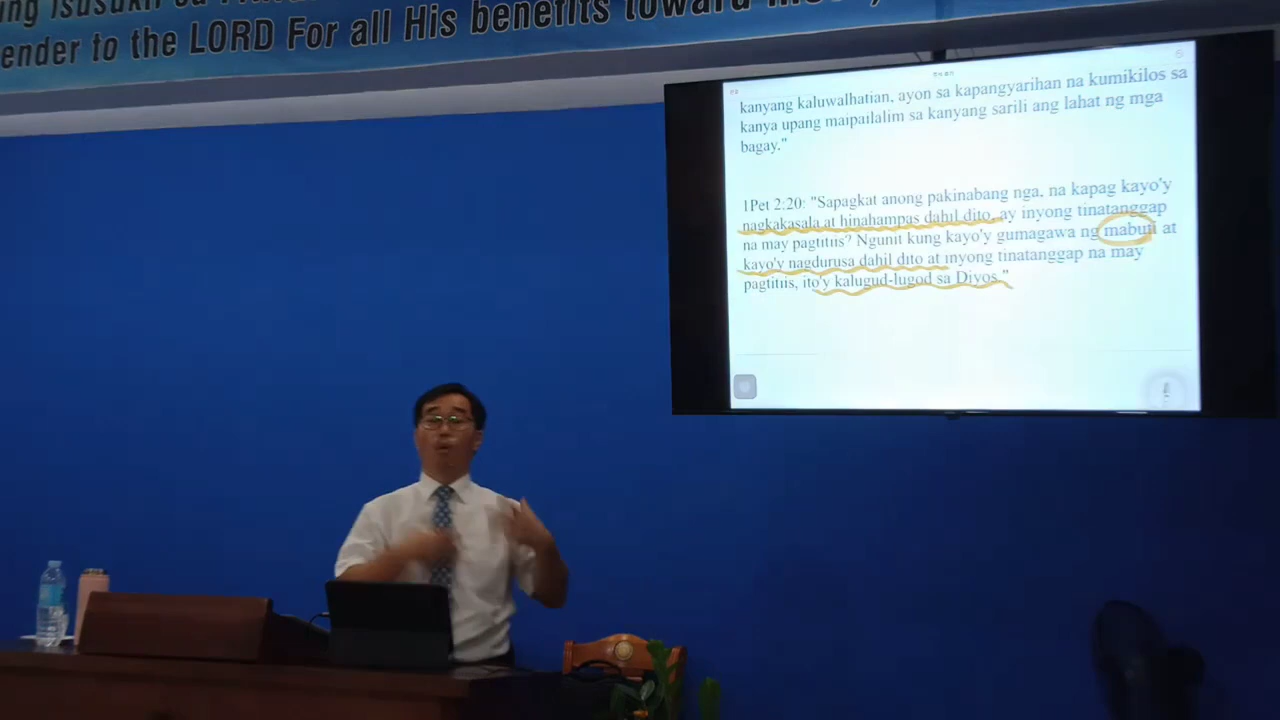 ender to the LORD For all His benefits toward
kanyang kaluwalhatian, ayon sa kapangyarihan na kumikilos sa
kanya upang maipailalim sa kanyang sarili ang lahat ng mga
bagay."
1Pet 2:20: "Sapagkat anong pakinabang nga, na kapag kayo'y
nagkakasala at hinahampas dahil dito, ay inyong tinatanggap
na may pagtitiis? Ngunit kung kayo'y gumagawa ng mabuti at
kayo'y nagdurusa dahil dito at inyong tinatanggap na may
pagtitiis, ito'y kalugud-lugod sa Diyos."